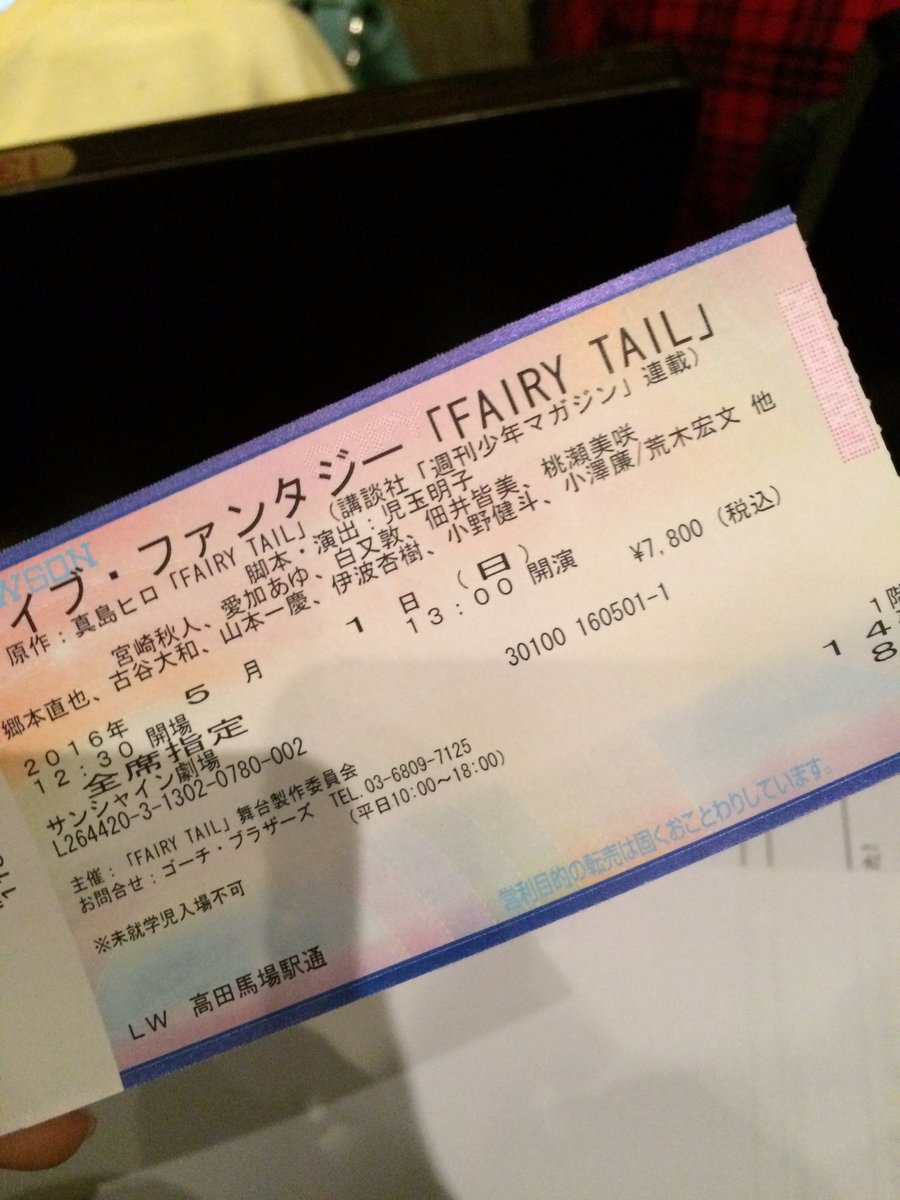 イブ・ファンタジー「FAIRY TAIL」
原作：真島ヒロ「FAIRY TAIL」（講談社「週刊少年マガジン」連載）
脚本・演出：児玉明子
宮崎秋人、愛加あゆ、白又敦、佃井皆美、桃瀬美咲
郷本直也、古谷大和、山本一慶、伊波杏樹、小野健斗、小澤廉/荒木宏文 他
2016年 5月 1日（日）
12:30 開場 13:00 開演 ¥7,800（税込）
全席指定
サンシャイン劇場 30100 160501-1
L264420-3-1302-0780-002
1階
14
8
主催：「FAIRY TAIL」舞台製作委員会
お問合せ：ゴーチ・ブラザーズ TEL.03-6809-7125
（平日10:00～18:00）
※未就学児入場不可
営利目的の転売は固くおことわりしています。
LW 高田馬場駅通